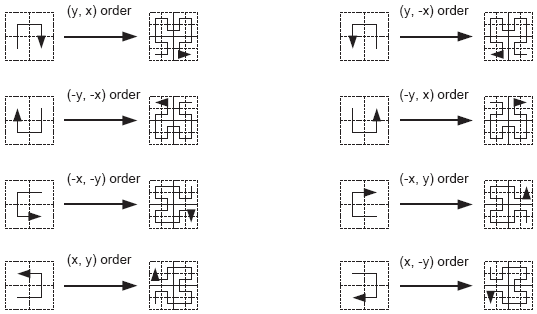 (y, x) order
(y, -x) order
(-y, -x) order
(-y, x) order
(-x, -y) order
(-x, y) order
(x, y) order
(x, -y) order